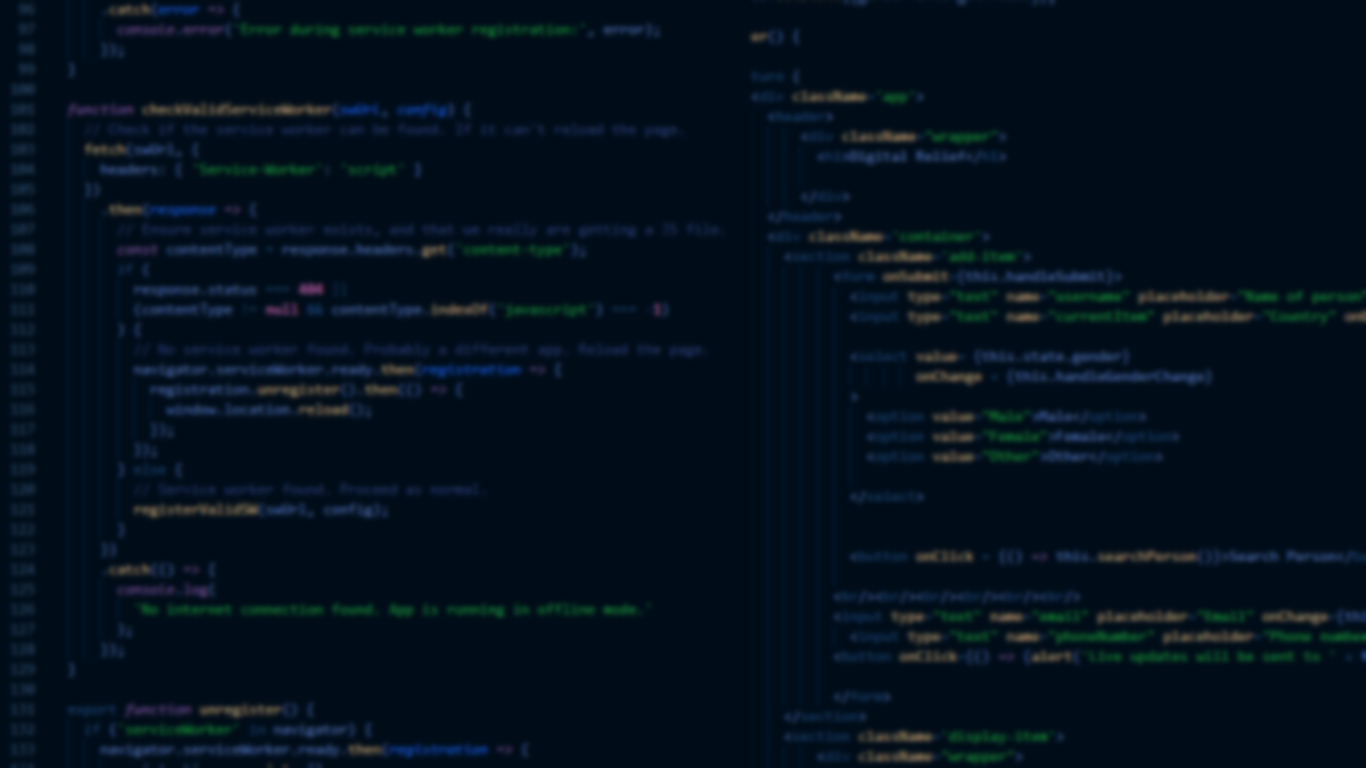 96 .catch(error => {
97 console.error('Error during service worker registration:', error);
98 });
99 }
100
101 function checkValidServiceWorker(swUrl, config) {
102 // Check if the service worker can be found. If it can't reload the page.
103 fetch(swUrl, {
104 headers: { 'Service-Worker': 'script' }
105 })
106 .then(response => {
107 // Ensure service worker exists, and that we really are getting a JS file.
108 const contentType = response.headers.get('content-type');
109 if (
110 response.status === 404 ||
111 (contentType != null && contentType.indexOf('javascript') === -1)
112 ) {
113 // No service worker found. Probably a different app. Reload the page.
114 navigator.serviceWorker.ready.then(registration => {
115 registration.unregister().then(() => {
116 window.location.reload();
117 });
118 });
119 } else {
120 // Service worker found. Proceed as normal.
121 registerValidSW(swUrl, config);
122 }
123 })
124 .catch(() => {
125 console.log(
126 'No internet connection found. App is running in offline mode.'
127 );
128 });
129 }
130
131 export function unregister() {
132 if ('serviceWorker' in navigator) {
133 navigator.serviceWorker.ready.then(registration => {
er() {
turn (
<div className='app'>
<header>
<div className="wrapper">
<h1>Digital Relief</h1>
</div>
</header>
<div className='container'>
<section className='add-item'>
<form onSubmit={this.handleSubmit}>
<input type="text" name="username" placeholder="Name of person"
<input type="text" name="currentItem" placeholder="Country" on
<select value= {this.state.gender}
onChange = {this.handleGenderChange}
>
<option value="Male">Male</option>
<option value="Female">Female</option>
<option value="Other">Other</option>
</select>
<button onClick = {() => this.searchPerson()}>Search Person</
<br/><br/><br/><br/><br/>
<input type="text" name="email" placeholder="Email" onChange={th
<input type="text" name="phoneNumber" placeholder="Phone numbe
<button onClick={() => {alert('Live updates will be sent to ' +
</form>
</section>
<section className='display-item'>
<div className="wrapper">